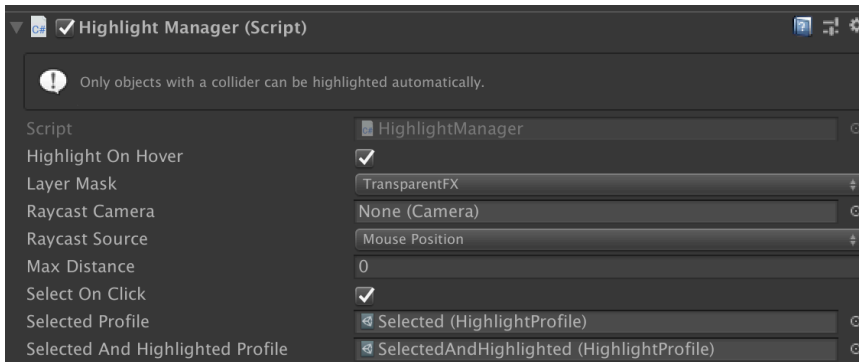 Highlight Manager (Script)
Only objects with a collider can be highlighted automatically.
Script HighlightManager
Highlight On Hover
Layer Mask TransparentFX
Raycast Camera None (Camera)
Raycast Source Mouse Position
Max Distance 0
Select On Click
Selected Profile Selected (HighlightProfile)
Selected And Highlighted Profile SelectedAndHighlighted (HighlightProfile)